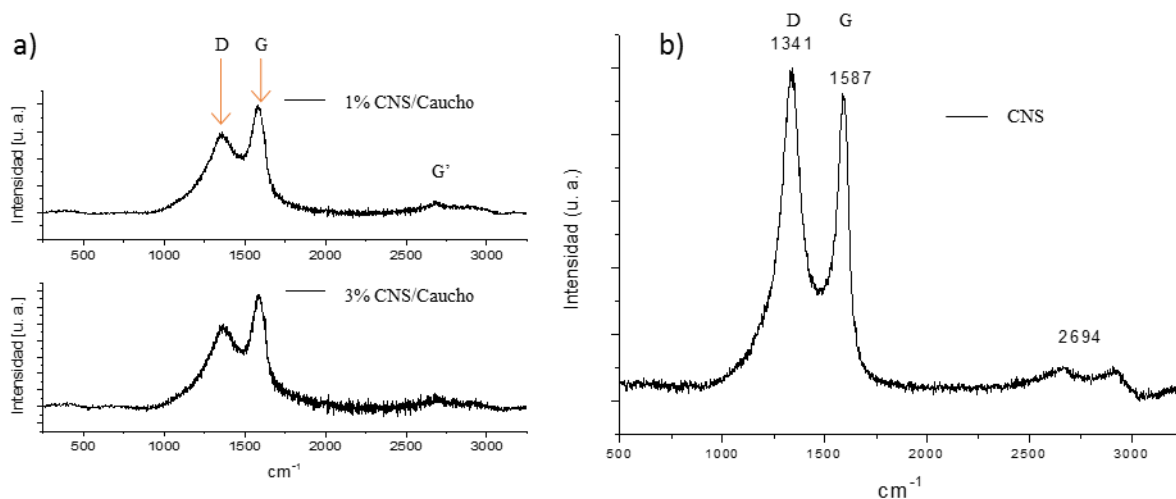 a)
D G
1% CNS/Caucho
G'
Intensidad [u. a.]
500 1000 1500 2000 2500 3000
3% CNS/Caucho
Intensidad [u. a.]
500 1000 1500 2000 2500 3000
cm⁻¹
b)
D G
1341
1587
CNS
2694
Intensidad (u. a.)
500 1000 1500 2000 2500 3000
cm⁻¹